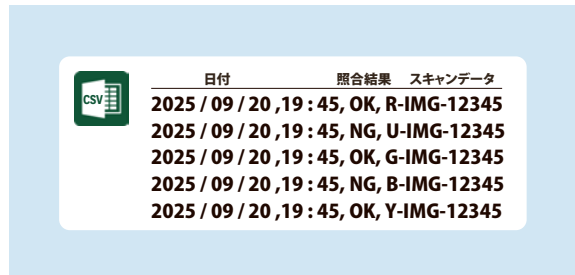 日付 照合結果 スキャンデータ
CSV
2025 / 09 / 20 ,19 : 45, OK, R-IMG-12345
2025 / 09 / 20 ,19 : 45, NG, U-IMG-12345
2025 / 09 / 20 ,19 : 45, OK, G-IMG-12345
2025 / 09 / 20 ,19 : 45, NG, B-IMG-12345
2025 / 09 / 20 ,19 : 45, OK, Y-IMG-12345